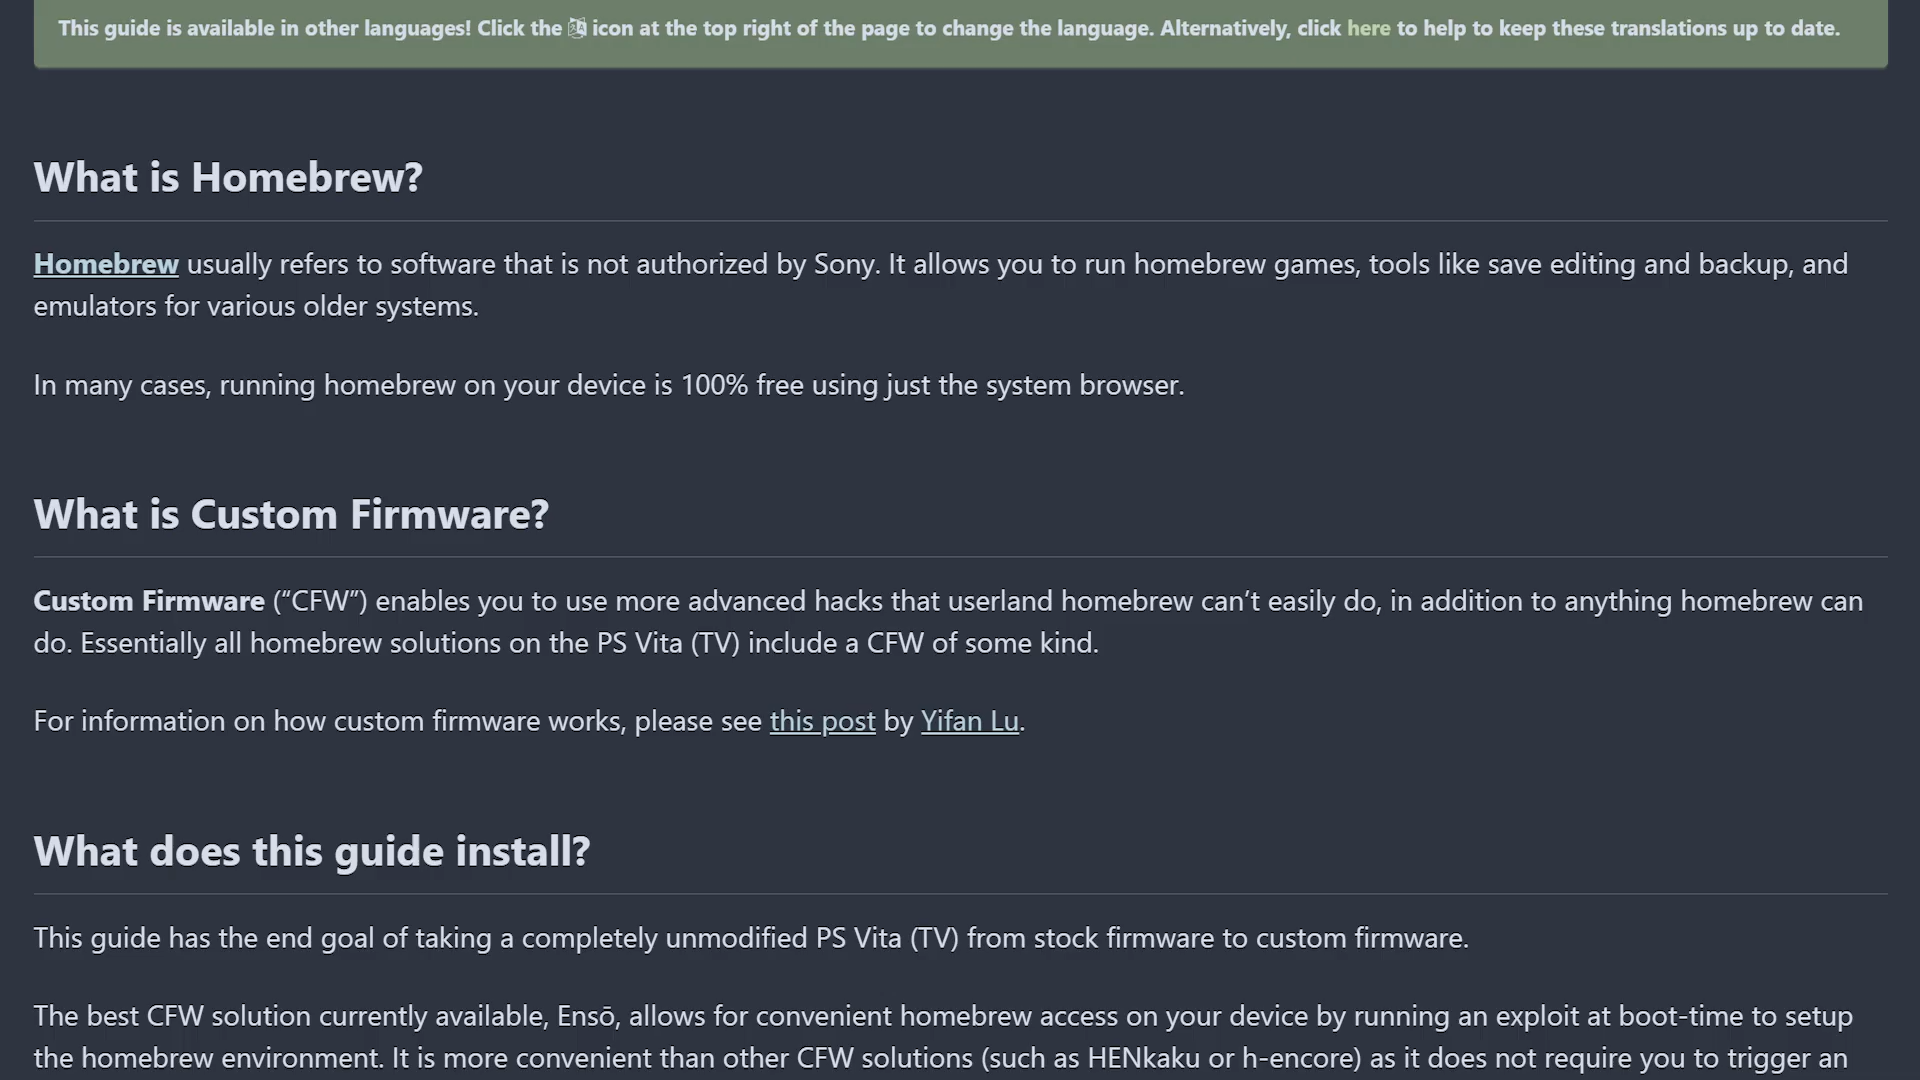 This guide is available in other languages! Click the icon at the top right of the page to change the language. Alternatively, click here to help to keep these translations up to date.
What is Homebrew?
Homebrew usually refers to software that is not authorized by Sony. It allows you to run homebrew games, tools like save editing and backup, and
emulators for various older systems.
In many cases, running homebrew on your device is 100% free using just the system browser.
What is Custom Firmware?
Custom Firmware (“CFW”) enables you to use more advanced hacks that userland homebrew can’t easily do, in addition to anything homebrew can
do. Essentially all homebrew solutions on the PS Vita (TV) include a CFW of some kind.
For information on how custom firmware works, please see this post by Yifan Lu.
What does this guide install?
This guide has the end goal of taking a completely unmodified PS Vita (TV) from stock firmware to custom firmware.
The best CFW solution currently available, Ensō, allows for convenient homebrew access on your device by running an exploit at boot-time to setup
the homebrew environment. It is more convenient than other CFW solutions (such as HENkaku or h-encore) as it does not require you to trigger an